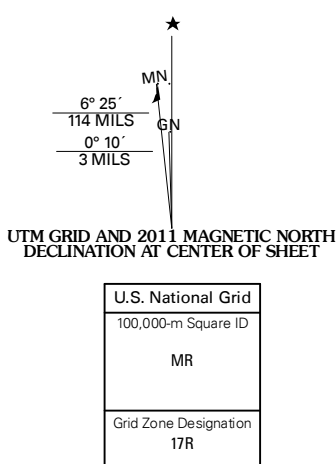 MN
6° 25´
114 MILS
GN
0° 10´
3 MILS
UTM GRID AND 2011 MAGNETIC NORTH
DECLINATION AT CENTER OF SHEET
U.S. National Grid
100,000-m Square ID
MR
Grid Zone Designation
17R